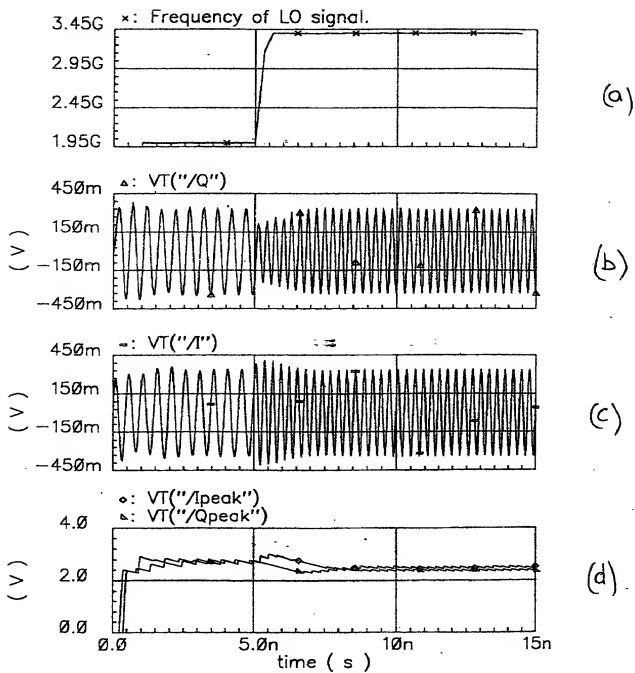 ×: Frequency of LO signal.
3.45G
2.95G
2.45G
1.95G
(a)
▵: VT("/Q")
450m
150m
-150m
-450m
(V)
(b)
-: VT("/I")
450m
150m
-150m
-450m
(V)
(c)
◇: VT("/Ipeak")
▹: VT("/Qpeak")
4.0
2.0
0.0
(V)
(d)
0.0 5.0n 10n 15n
time ( s )